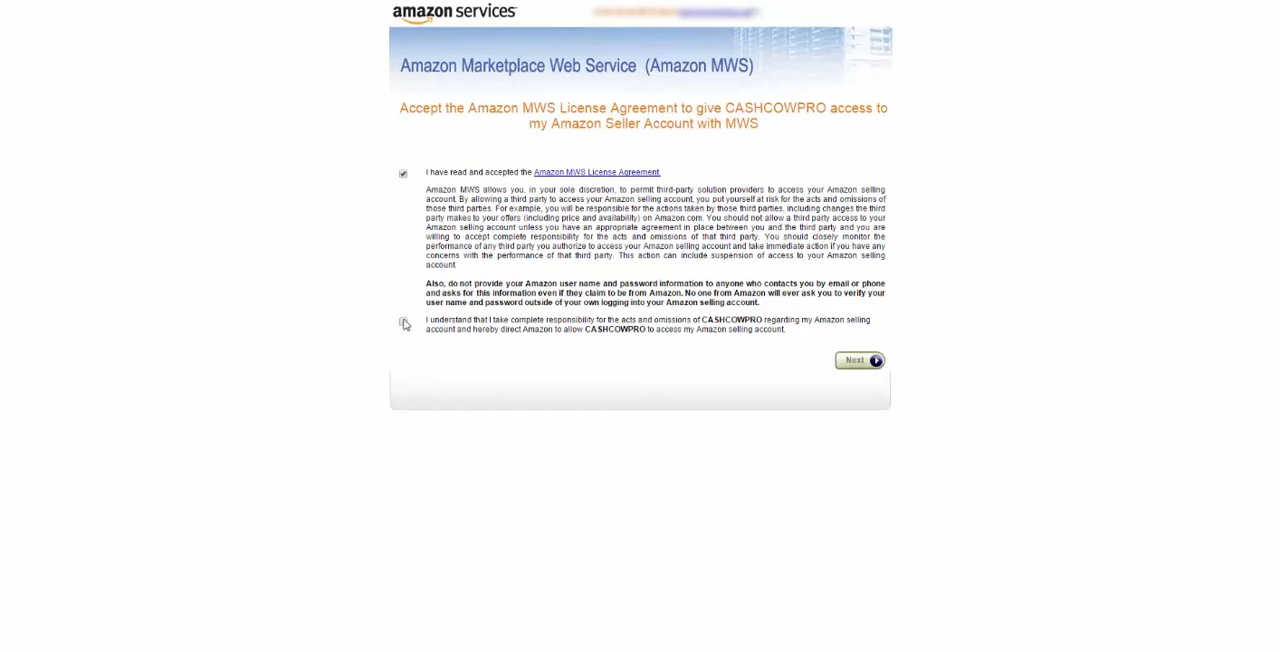 amazon services
Amazon Marketplace Web Service (Amazon MWS)
Accept the Amazon MWS License Agreement to give CASHCOWPRO access to
my Amazon Seller Account with MWS
I have read and accepted the Amazon MWS License Agreement.
Amazon MWS allows you, in your sole discretion, to permit third-party solution providers to access your Amazon selling
account. By allowing a third party to access your Amazon selling account, you put yourself at risk for the acts and omissions of
those third parties. For example, you will be responsible for the actions taken by those third parties, including changes the third
party makes to your offers (including price and availability) on Amazon.com. You should not allow a third party access to your
Amazon selling account unless you have an appropriate agreement in place between you and the third party and you are
willing to accept complete responsibility for the acts and omissions of that third party. You should closely monitor the
performance of any third party you authorize to access your Amazon selling account and take immediate action if you have any
concerns with the performance of that third party. This action can include suspension of access to your Amazon selling
account.
Also, do not provide your Amazon user name and password information to anyone who contacts you by email or phone
and asks for this information even if they claim to be from Amazon. No one from Amazon will ever ask you to verify your
user name and password outside of your own logging into your Amazon selling account.
I understand that I take complete responsibility for the acts and omissions of CASHCOWPRO regarding my Amazon selling
account and hereby direct Amazon to allow CASHCOWPRO to access my Amazon selling account.
Next